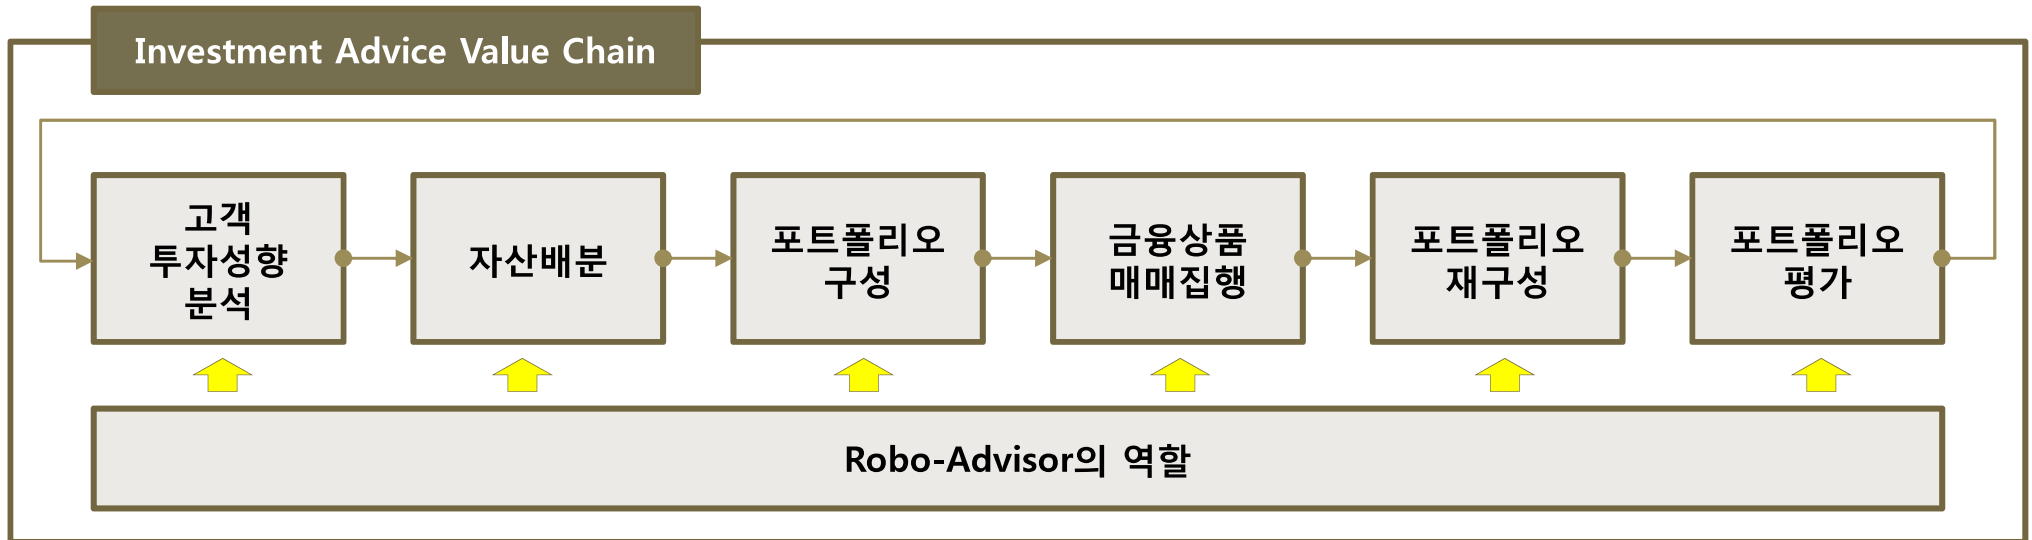 Investment Advice Value Chain
고객
투자성향
분석
자산배분
포트폴리오
구성
금융상품
매매집행
포트폴리오
재구성
포트폴리오
평가
Robo-Advisor의 역할